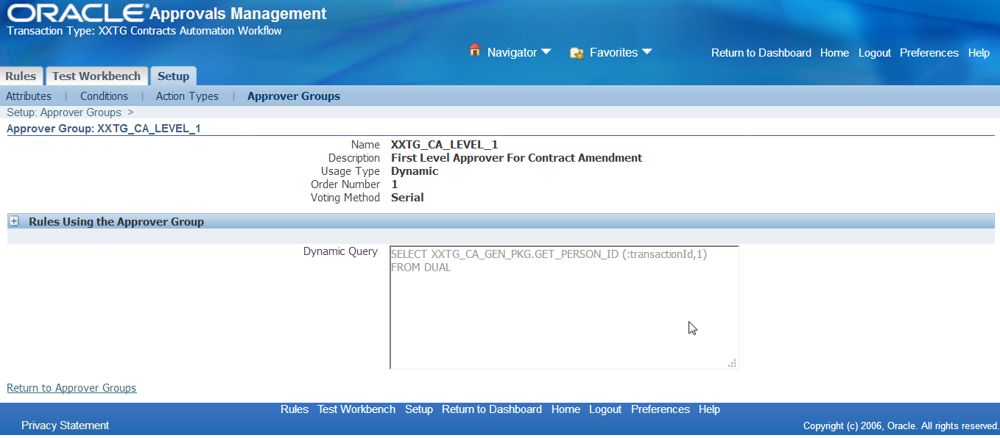 ORACLE® Approvals Management
Transaction Type: XXTG Contracts Automation Workflow
Navigator Favorites Return to Dashboard Home Logout Preferences Help
Rules Test Workbench Setup
Attributes | Conditions | Action Types | Approver Groups
Setup: Approver Groups >
Approver Group: XXTG_CA_LEVEL_1
Name XXTG_CA_LEVEL_1
Description First Level Approver For Contract Amendment
Usage Type Dynamic
Order Number 1
Voting Method Serial
Rules Using the Approver Group
Dynamic Query SELECT XXTG_CA_GEN_PKG.GET_PERSON_ID (:transactionId,1)
FROM DUAL
Return to Approver Groups
Rules Test Workbench Setup Return to Dashboard Home Logout Preferences Help
Privacy Statement Copyright (c) 2006, Oracle. All rights reserved.